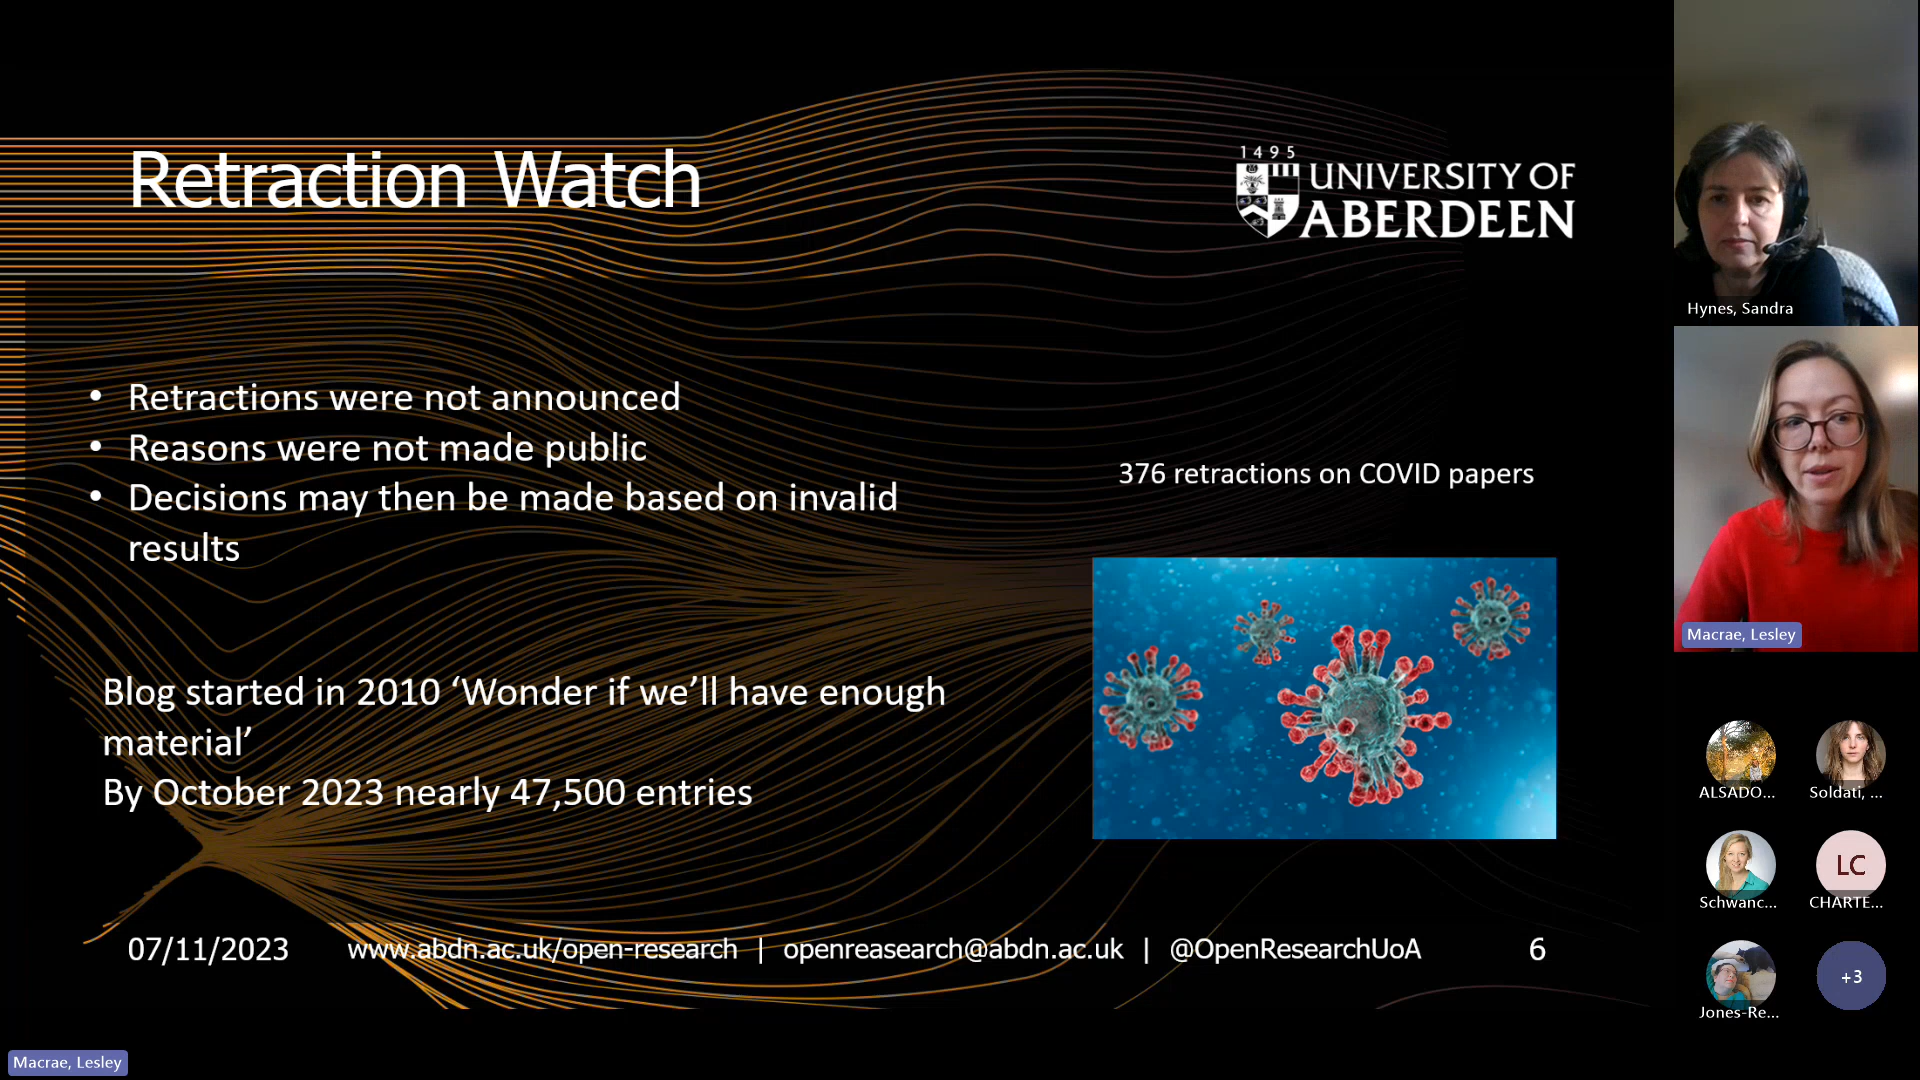 Retraction Watch
1495
UNIVERSITY OF
ABERDEEN
• Retractions were not announced
• Reasons were not made public
• Decisions may then be made based on invalid
results
376 retractions on COVID papers
Blog started in 2010 ‘Wonder if we’ll have enough
material’
By October 2023 nearly 47,500 entries
07/11/2023 www.abdn.ac.uk/open-research | openreasearch@abdn.ac.uk | @OpenResearchUoA 6
Hynes, Sandra
Macrae, Lesley
ALSADO...
Soldati, ...
Schwanc...
LC
CHARTE...
Jones-Re...
+3
Macrae, Lesley